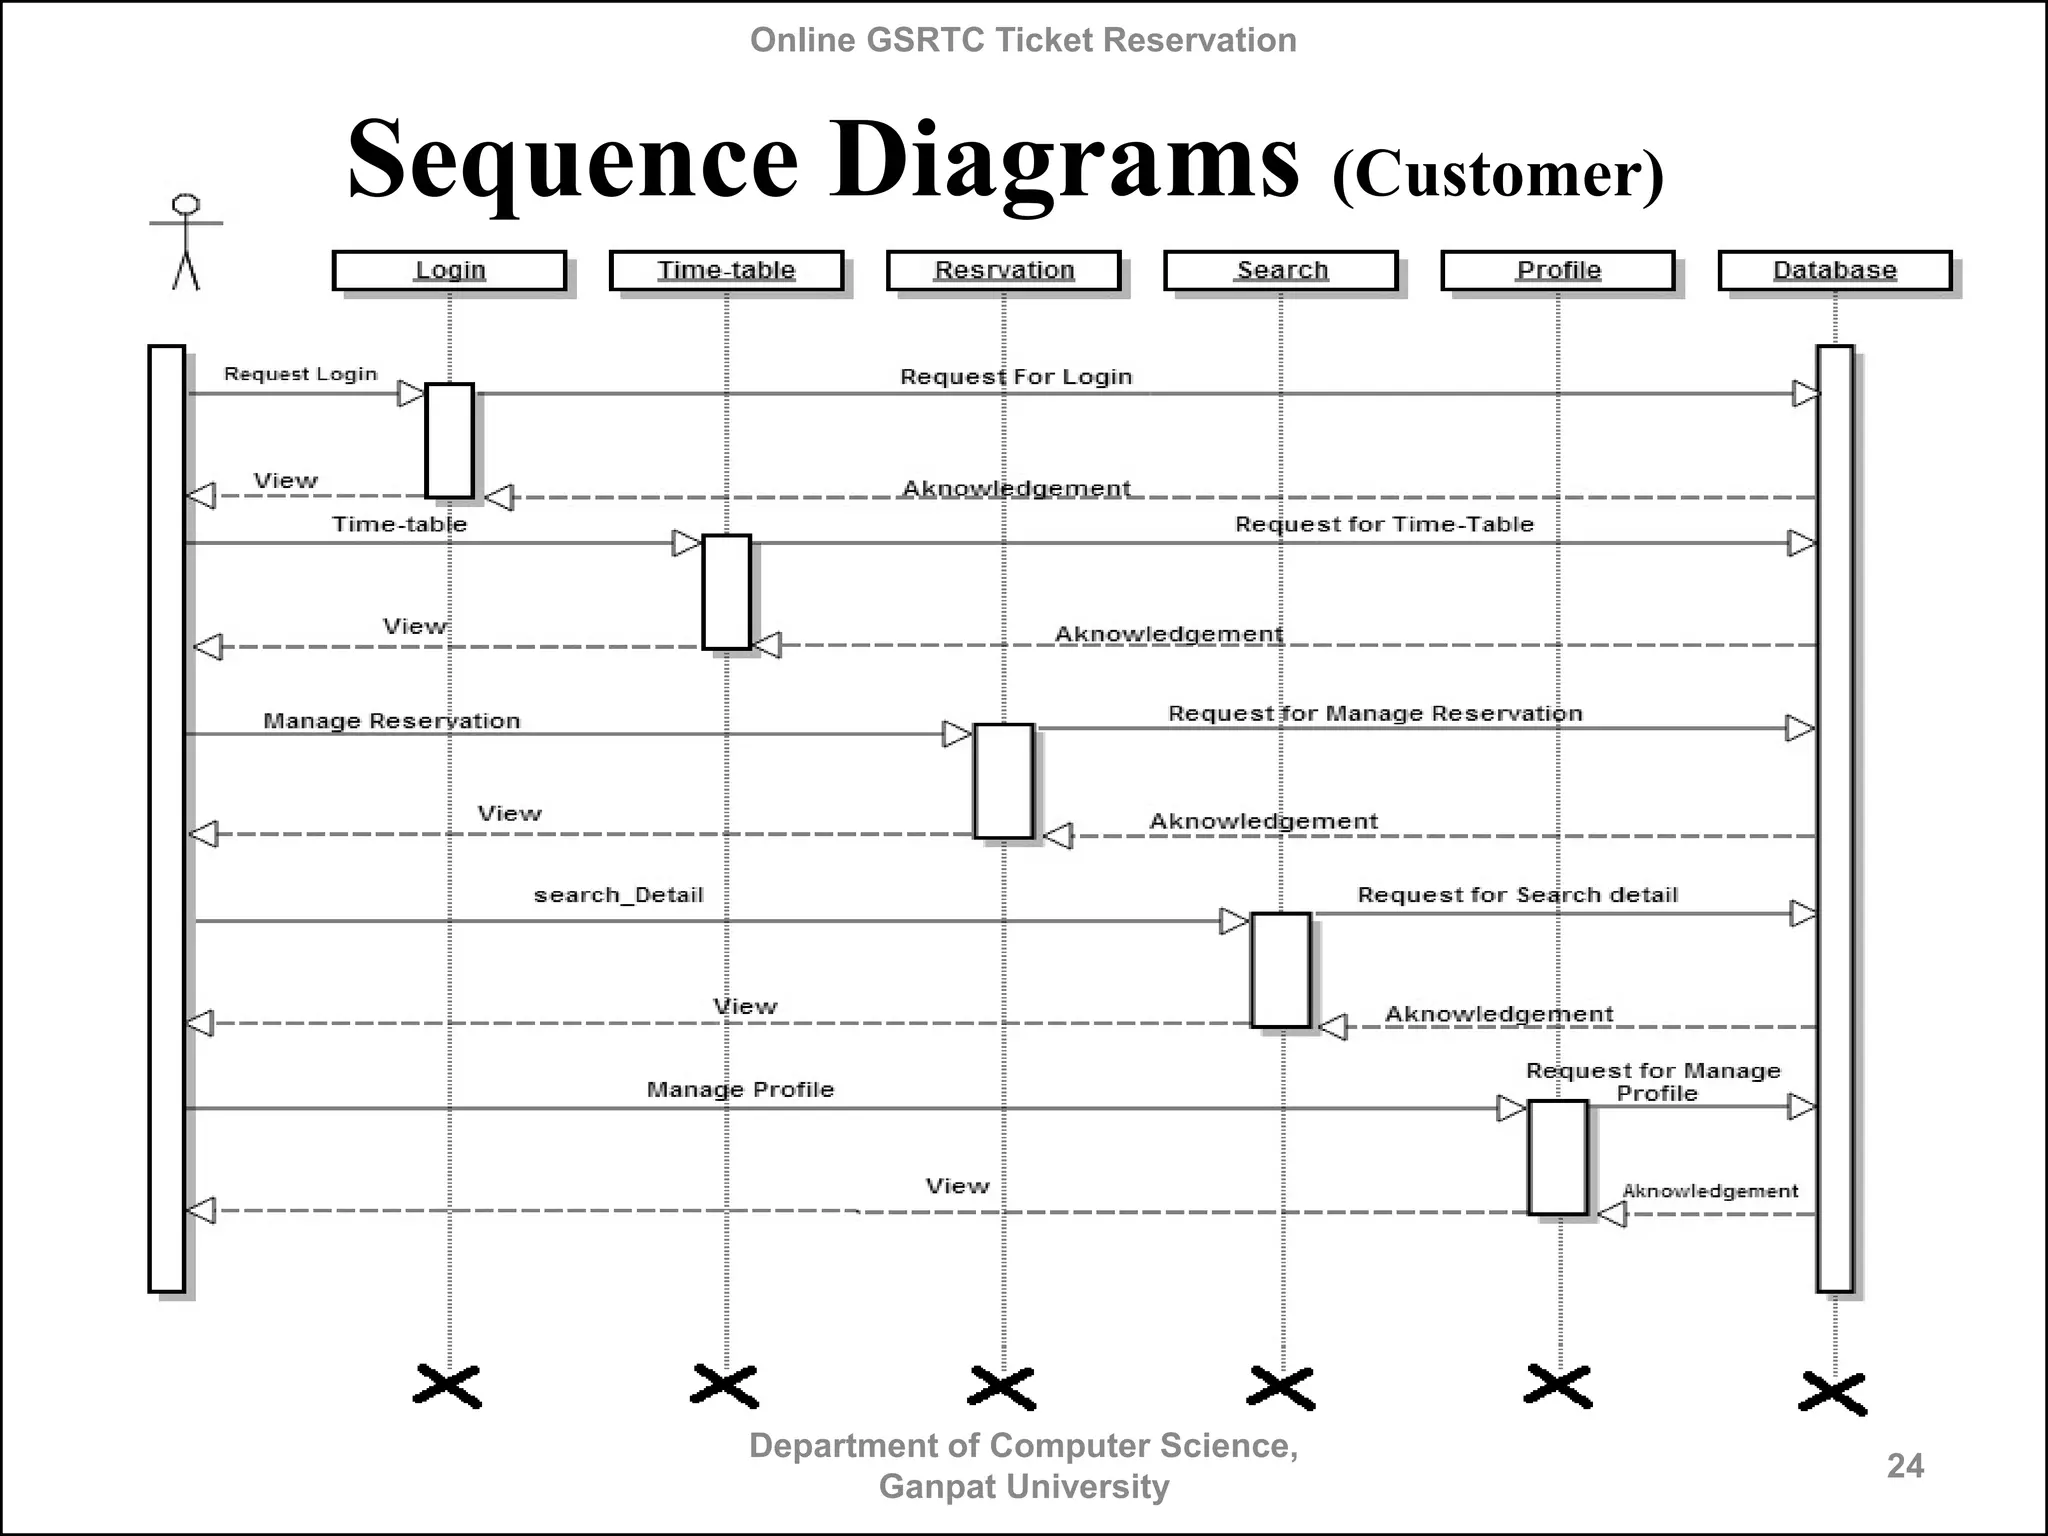 Online GSRTC Ticket Reservation
Sequence Diagrams (Customer)
Login
Time-table
Resrvation
Search
Profile
Database
Request Login
Request For Login
View
Aknowledgement
Time-table
Request for Time-Table
View
Aknowledgement
Manage Reservation
Request for Manage Reservation
View
Aknowledgement
search_Detail
Request for Search detail
View
Aknowledgement
Manage Profile
Request for Manage
Profile
View
Aknowledgement
Department of Computer Science,
Ganpat University
24